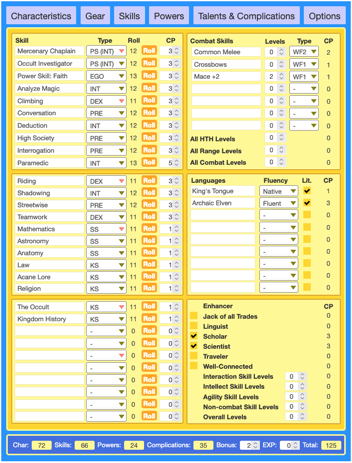 Characteristics Gear Skills Powers Talents & Complications Options
Skill Type Roll CP
Mercenary Chaplain PS (INT) 12 Roll 3
Occult Investigator PS (INT) 12 Roll 3
Power Skill: Faith EGO 13 Roll 3
Analyze Magic INT 12 Roll 3
Climbing DEX 11 Roll 3
Conversation PRE 12 Roll 3
Deduction INT 12 Roll 3
High Society PRE 12 Roll 3
Interrogation PRE 12 Roll 3
Paramedic INT 13 Roll 5
Riding DEX 11 Roll 3
Shadowing INT 12 Roll 3
Streetwise PRE 12 Roll 3
Teamwork DEX 11 Roll 3
Mathematics SS 11 Roll 1
Astronomy SS 11 Roll 1
Anatomy SS 11 Roll 1
Law KS 11 Roll 1
Acane Lore KS 11 Roll 1
Religion KS 11 Roll 1
The Occult KS 11 Roll 1
Kingdom History KS 11 Roll 1
- 0 Roll 0
- 0 Roll 0
- 0 Roll 0
- 0 Roll 0
- 0 Roll 0
- 0 Roll 0
- 0 Roll 0
- 0 Roll 0
Combat Skills Levels Type CP
Common Melee 0 WF2 2
Crossbows 0 WF1 1
Mace +2 2 WF1 1
0 - 0
0 - 0
0 - 0
0 - 0
All HTH Levels 0 0
All Range Levels 0 0
All Combat Levels 0 0
Languages Fluency Lit. CP
King's Tongue Native 1
Archaic Elven Fluent 3
- 0
- 0
- 0
- 0
- 0
- 0
Enhancer CP
Jack of all Trades 0
Linguist 0
Scholar 3
Scientist 3
Traveler 0
Well-Connected 0
Interaction Skill Levels 0 0
Intellect Skill Levels 0 0
Agility Skill Levels 0 0
Non-combat Skill Levels 0 0
Overall Levels 0 0
Char: 72 Skills: 66 Powers: 24 Complications: 35 Bonus: 2 EXP: 0 Total: 125